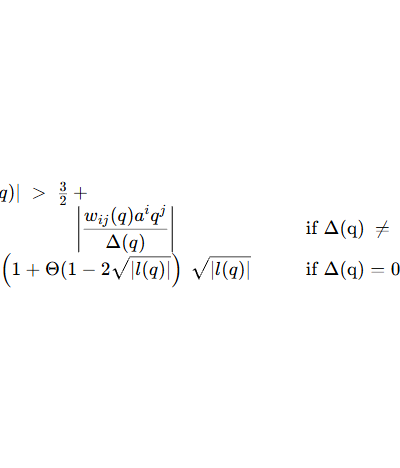 q)| > 3/2 +
|w_{ij}(q)a^i q^j / Δ(q)| if Δ(q) ≠
(1 + Θ(1 − 2√|l(q)|) √|l(q)| if Δ(q) = 0